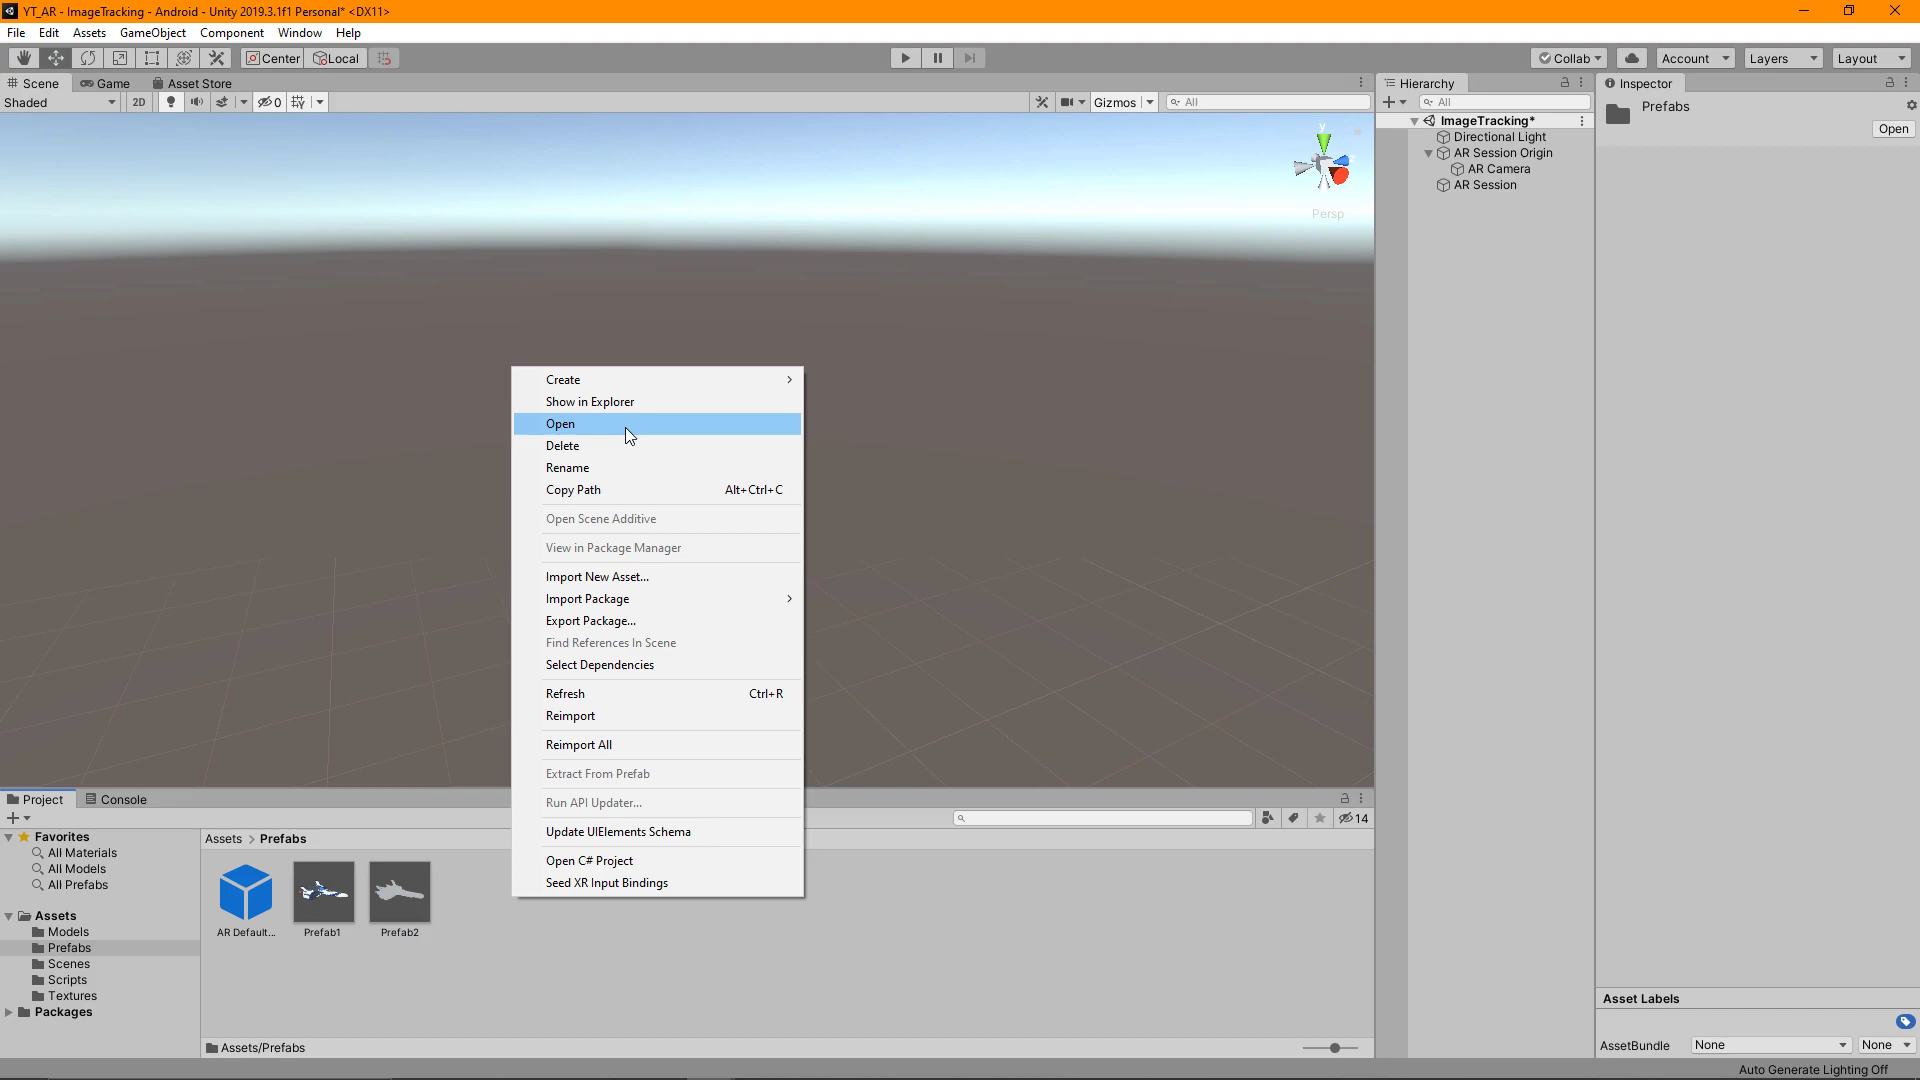 YT_AR - ImageTracking - Android - Unity 2019.3.1f1 Personal* <DX11>
File Edit Assets GameObject Component Window Help
Center Local Collab Account Layers Layout
Scene Game Asset Store Hierarchy Inspector
Shaded 2D 0 Gizmos All All
Prefabs
Open
y
Persp
ImageTracking*
Directional Light
AR Session Origin
AR Camera
AR Session
Create
Show in Explorer
Open
Delete
Rename
Copy Path Alt+Ctrl+C
Open Scene Additive
View in Package Manager
Import New Asset...
Import Package
Export Package...
Find References In Scene
Select Dependencies
Refresh Ctrl+R
Reimport
Reimport All
Extract From Prefab
Run API Updater...
Update UIElements Schema
Open C# Project
Seed XR Input Bindings
Project Console
14
Favorites
All Materials
All Models
All Prefabs
Assets
Models
Prefabs
Scenes
Scripts
Textures
Packages
Assets > Prefabs
AR Default... Prefab1 Prefab2
Assets/Prefabs
Asset Labels
AssetBundle None None
Auto Generate Lighting Off